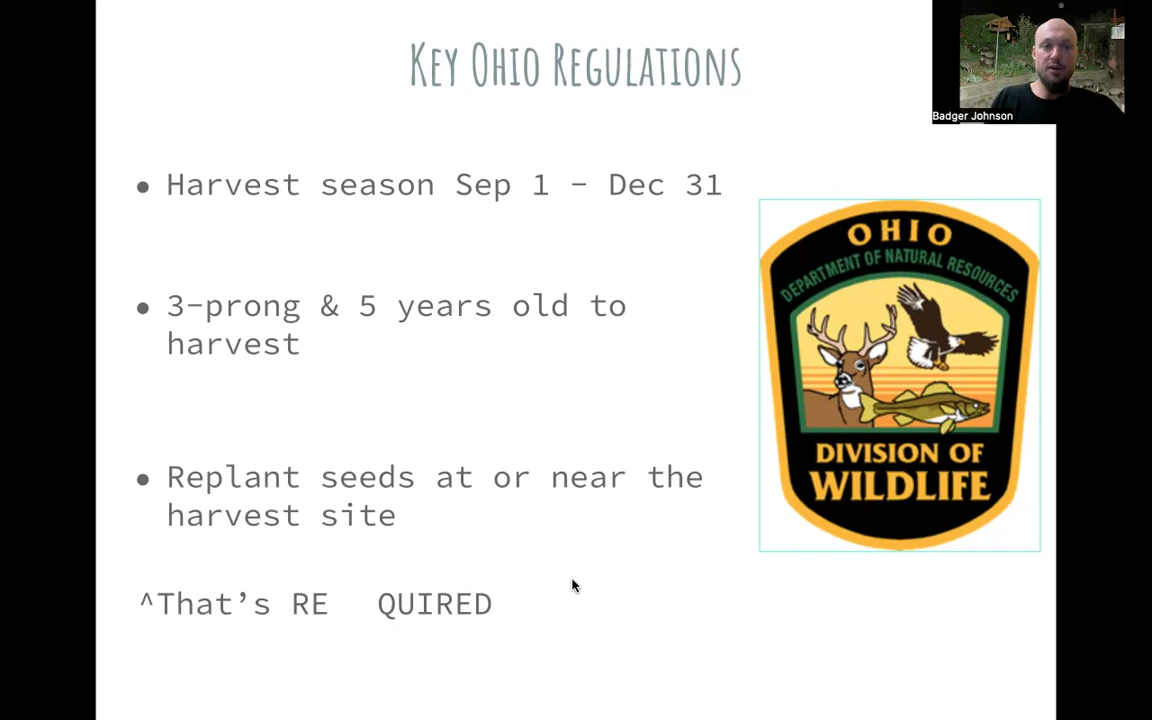 Key Ohio Regulations
Badger Johnson
● Harvest season Sep 1 - Dec 31
● 3-prong & 5 years old to
harvest
● Replant seeds at or near the
harvest site
^That’s RE QUIRED
OHIO
DEPARTMENT OF NATURAL RESOURCES
DIVISION OF
WILDLIFE